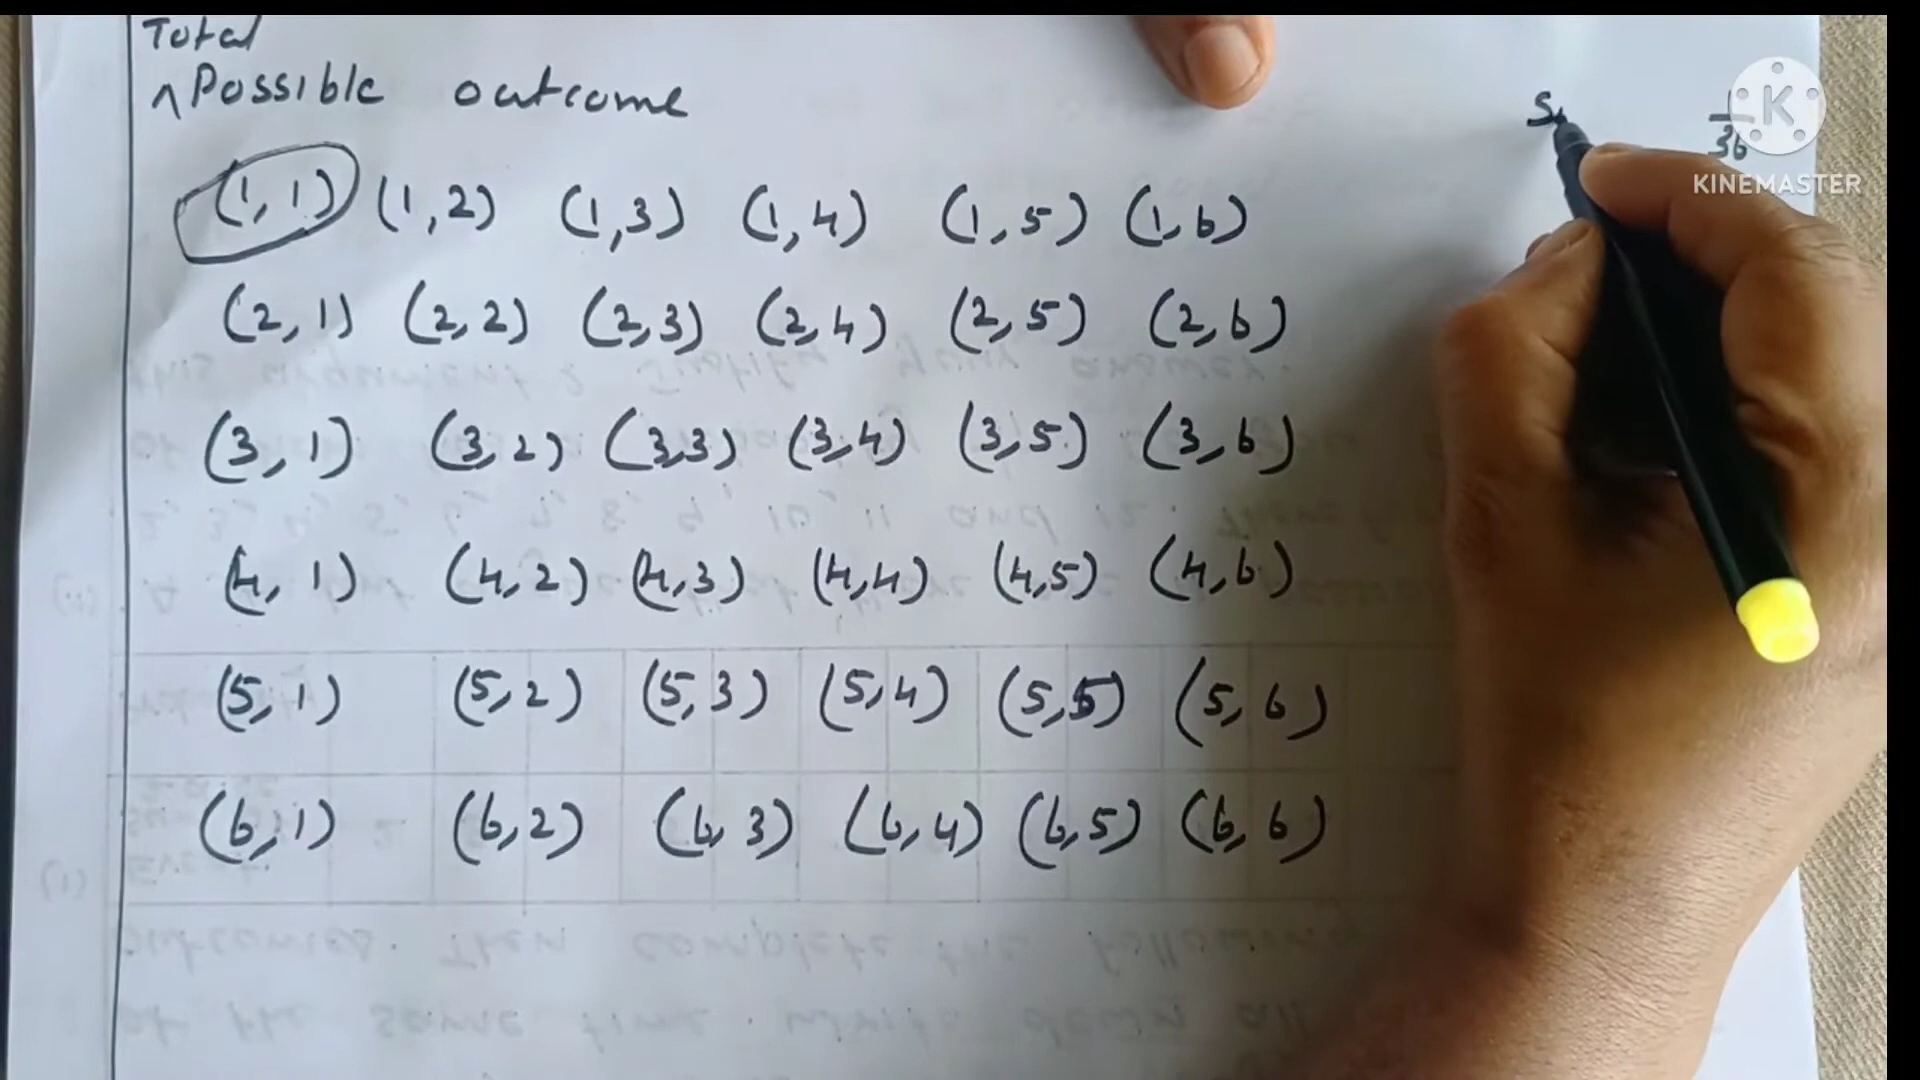 Total
^ Possible outcome
(1, 1) (1, 2) (1, 3) (1, 4) (1, 5) (1, 6)
(2, 1) (2, 2) (2, 3) (2, 4) (2, 5) (2, 6)
(3, 1) (3, 2) (3, 3) (3, 4) (3, 5) (3, 6)
(4, 1) (4, 2) (4, 3) (4, 4) (4, 5) (4, 6)
(5, 1) (5, 2) (5, 3) (5, 4) (5, 5) (5, 6)
(6, 1) (6, 2) (6, 3) (6, 4) (6, 5) (6, 6)
36
K
KINEMASTER